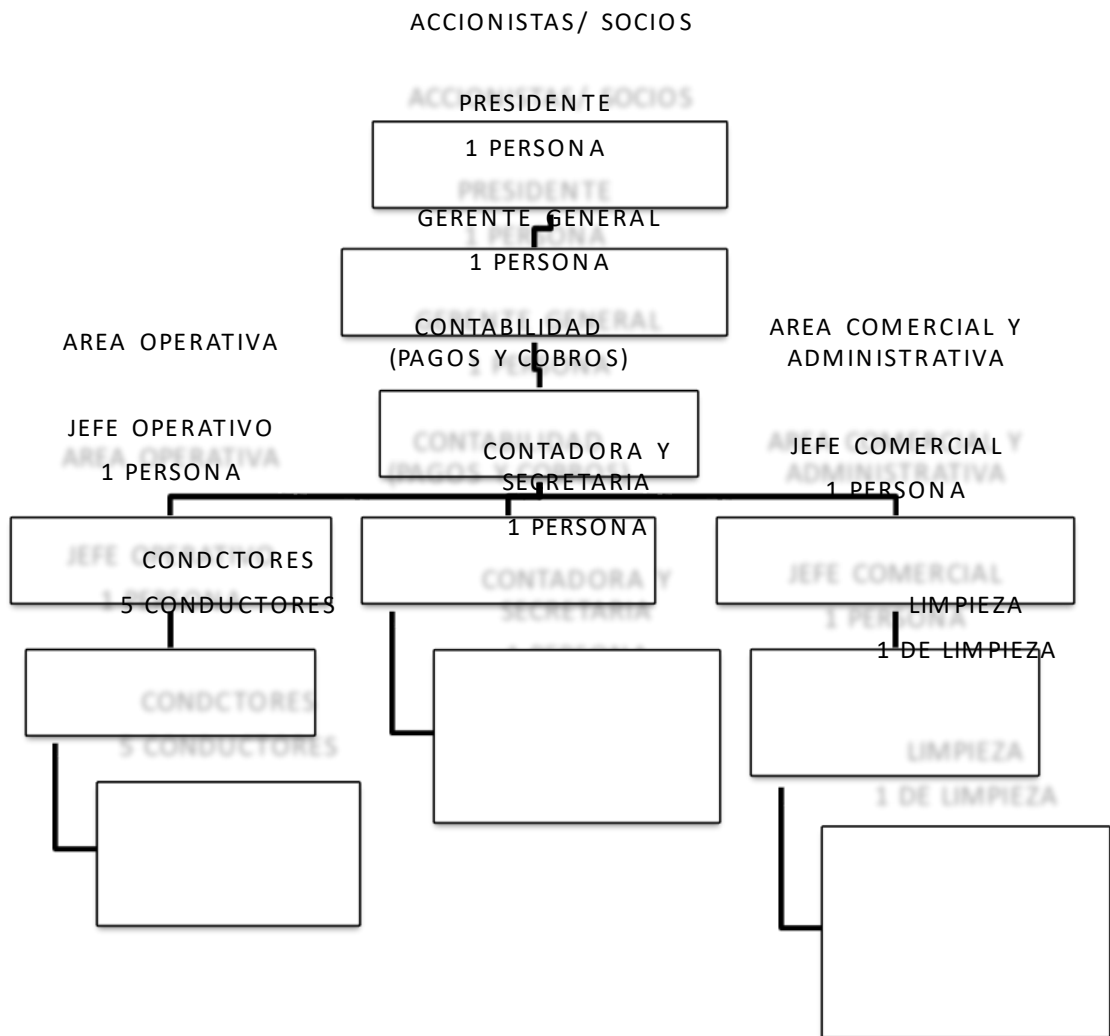 ACCIONISTAS/ SOCIOS
PRESIDENTE
1 PERSONA
GERENTE GENERAL
1 PERSONA
AREA OPERATIVA
JEFE OPERATIVO
1 PERSONA
CONDCTORES
5 CONDUCTORES
CONTABILIDAD
(PAGOS Y COBROS)
CONTADORA Y
SECRETARIA
1 PERSONA
AREA COMERCIAL Y
ADMINISTRATIVA
JEFE COMERCIAL
1 PERSONA
LIMPIEZA
1 DE LIMPIEZA